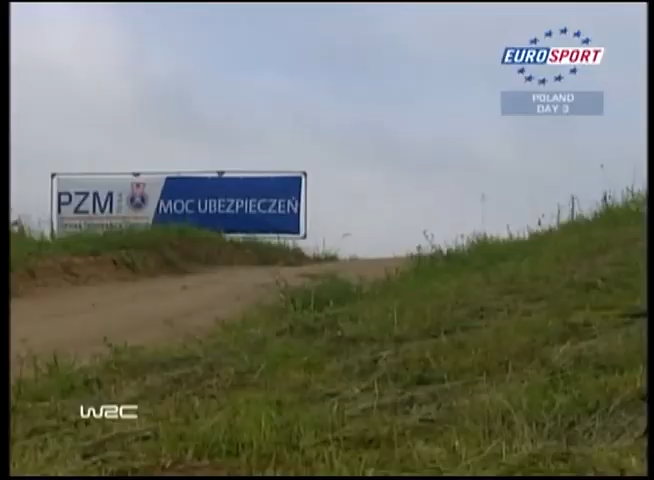 EUROSPORT
POLAND
DAY 3
PZM
MOC UBEZPIECZEŃ
WRC